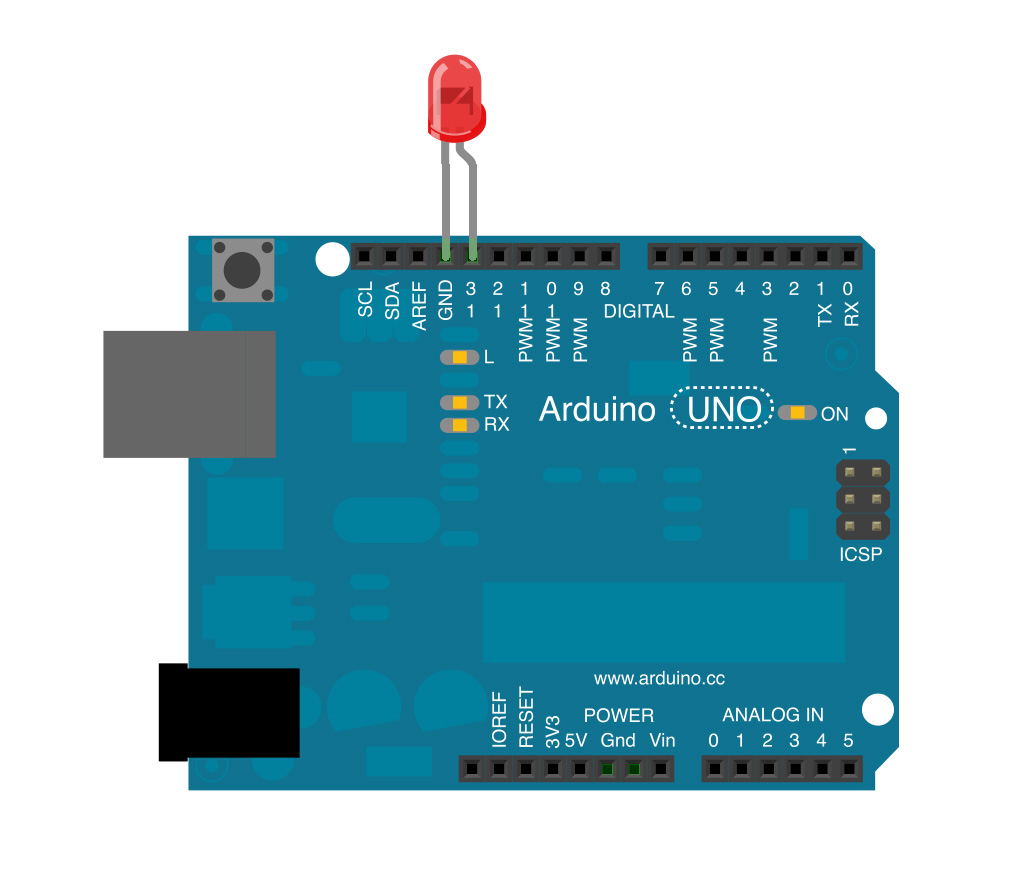 SCL SDA AREF GND 13 12 11 10 9 8 7 6 5 4 3 2 1 0
DIGITAL
PWM PWM PWM PWM PWM PWM TX RX
L
TX
RX
Arduino UNO ON
1
ICSP
www.arduino.cc
POWER ANALOG IN
IOREF RESET 3V3 5V Gnd Vin 0 1 2 3 4 5